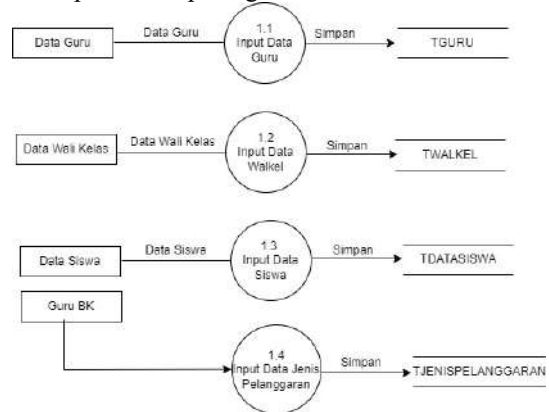 Data Guru
Data Guru
1.1
Input Data
Guru
Simpan
TGURU
Data Wali Kelas
Data Wali Kelas
1.2
Input Data
Walkel
Simpan
TWALKEL
Data Siswa
Data Siswa
1.3
Input Data
Siswa
Simpan
TDATASISWA
Guru BK
1.4
Input Data Jenis
Pelanggaran
Simpan
TJENISPELANGGARAN